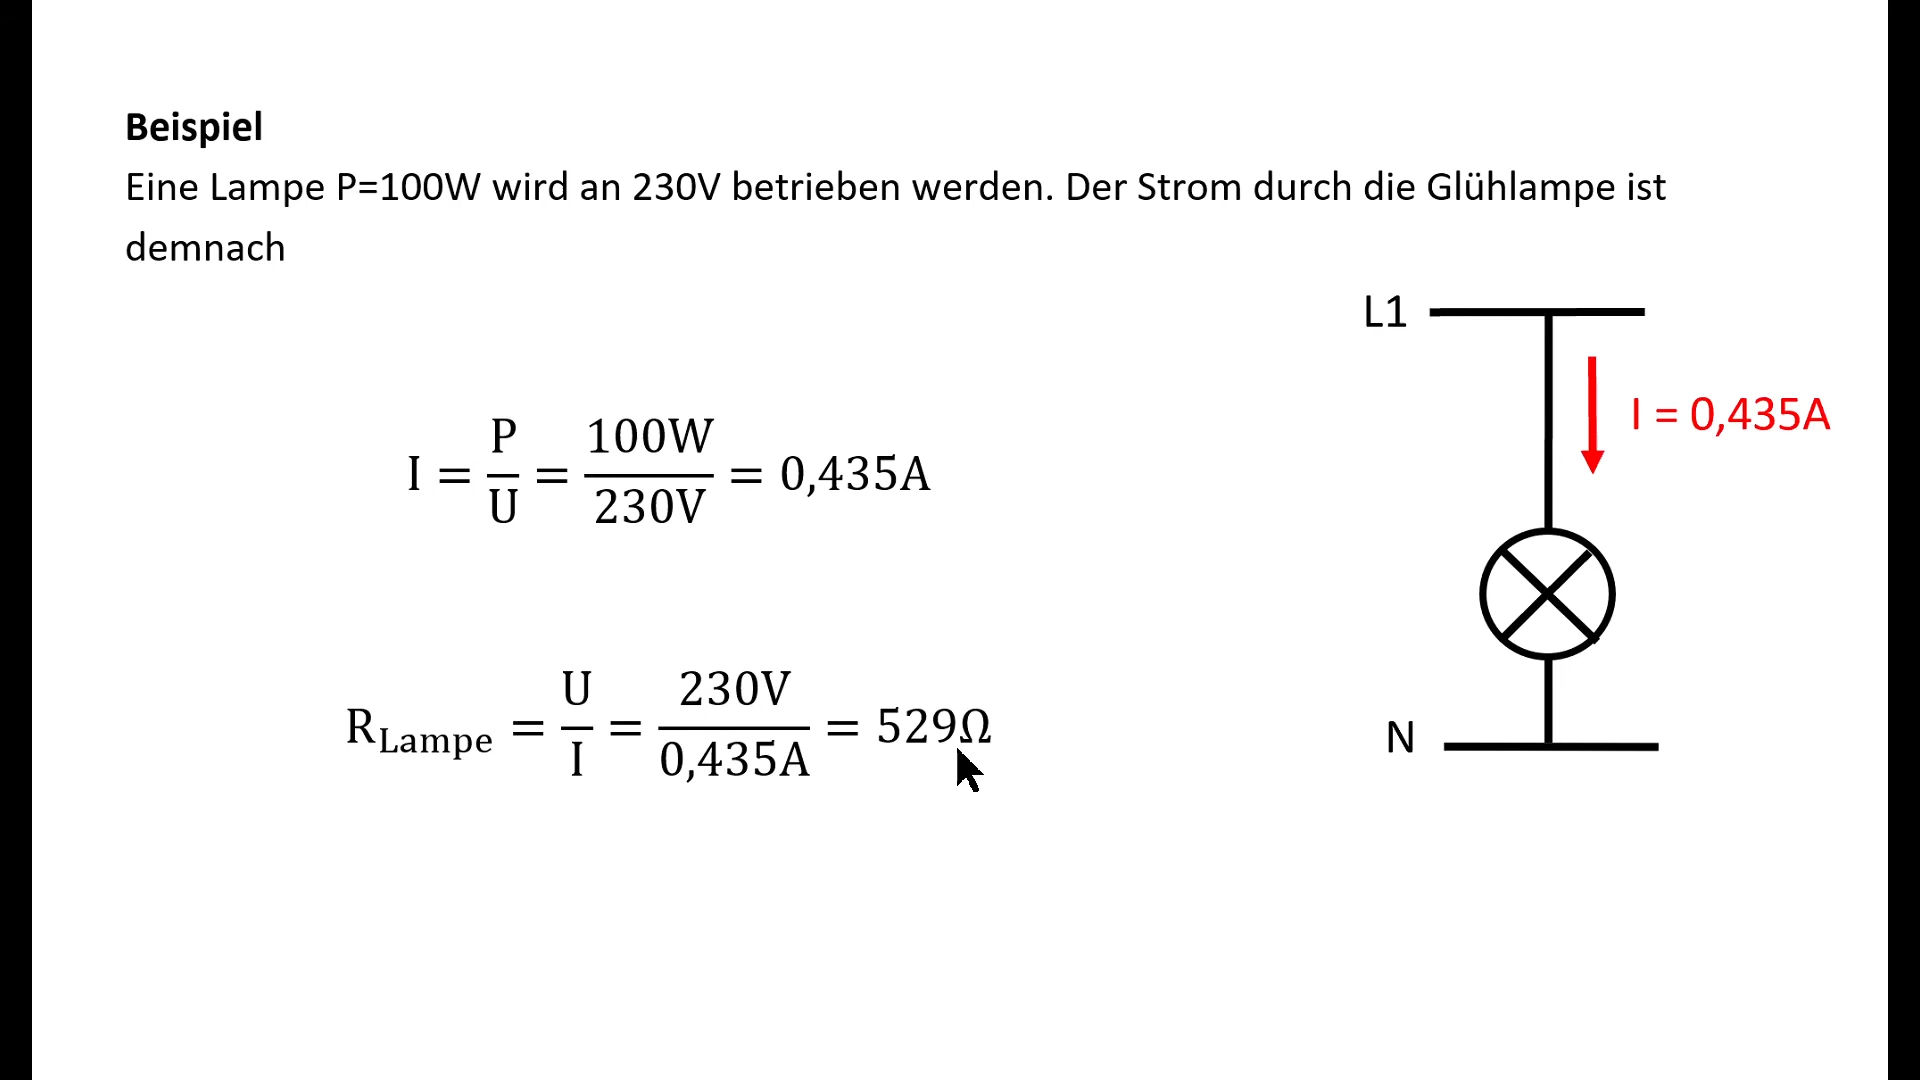 Beispiel
Eine Lampe P=100W wird an 230V betrieben werden. Der Strom durch die Glühlampe ist
demnach
L1
I = 0,435A
I = P/U = 100W/230V = 0,435A
R_Lampe = U/I = 230V/0,435A = 529Ω
N